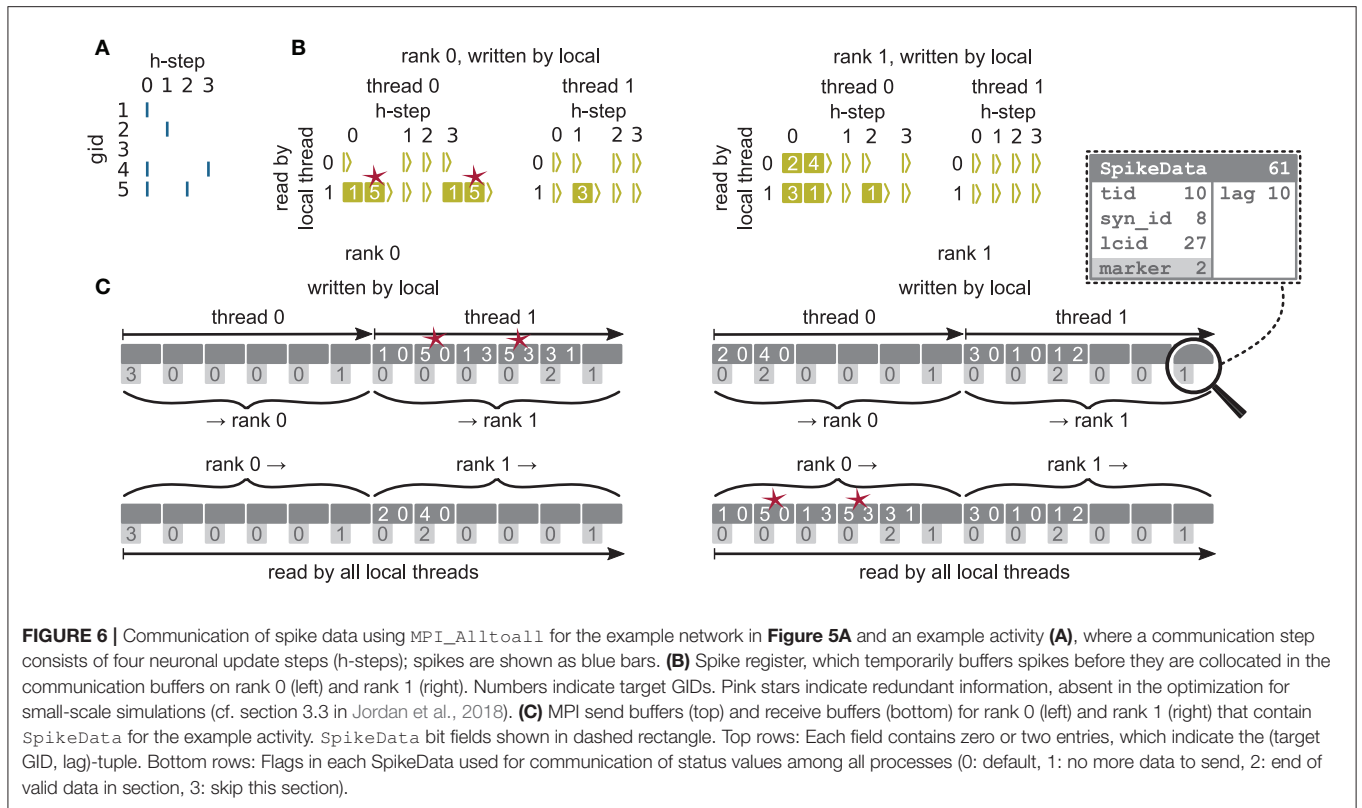 A
h-step
0 1 2 3
gid
1
2
3
4
5
B
rank 0, written by local
thread 0
thread 1
h-step
h-step
0 1 2 3
0 1 2 3
read by
local thread
0
0
1 1 5 1 5
1 3
rank 1, written by local
thread 0
thread 1
h-step
h-step
0 1 2 3
0 1 2 3
0 2 4
0
1 3 1 1
1
SpikeData 61
tid 10 lag 10
syn_id 8
lcid 27
marker 2
C
rank 0
written by local
thread 0 thread 1
1 0 5 0 1 3 5 3 3 1
3 0 0 0 0 1 0 0 0 0 2 1
→ rank 0 → rank 1
rank 0 → rank 1 →
2 0 4 0
3 0 0 0 0 1 0 2 0 0 0 1
read by all local threads
rank 1
written by local
thread 0 thread 1
2 0 4 0 3 0 1 0 1 2
0 2 0 0 0 1 0 0 2 0 0 1
→ rank 0 → rank 1
rank 0 → rank 1 →
1 0 5 0 1 3 5 3 3 1 3 0 1 0 1 2
0 0 0 0 2 1 0 0 2 0 0 1
read by all local threads
FIGURE 6 | Communication of spike data using MPI_Alltoall for the example network in Figure 5A and an example activity (A), where a communication step
consists of four neuronal update steps (h-steps); spikes are shown as blue bars. (B) Spike register, which temporarily buffers spikes before they are collocated in the
communication buffers on rank 0 (left) and rank 1 (right). Numbers indicate target GIDs. Pink stars indicate redundant information, absent in the optimization for
small-scale simulations (cf. section 3.3 in Jordan et al., 2018). (C) MPI send buffers (top) and receive buffers (bottom) for rank 0 (left) and rank 1 (right) that contain
SpikeData for the example activity. SpikeData bit fields shown in dashed rectangle. Top rows: Each field contains zero or two entries, which indicate the (target
GID, lag)-tuple. Bottom rows: Flags in each SpikeData used for communication of status values among all processes (0: default, 1: no more data to send, 2: end of
valid data in section, 3: skip this section).